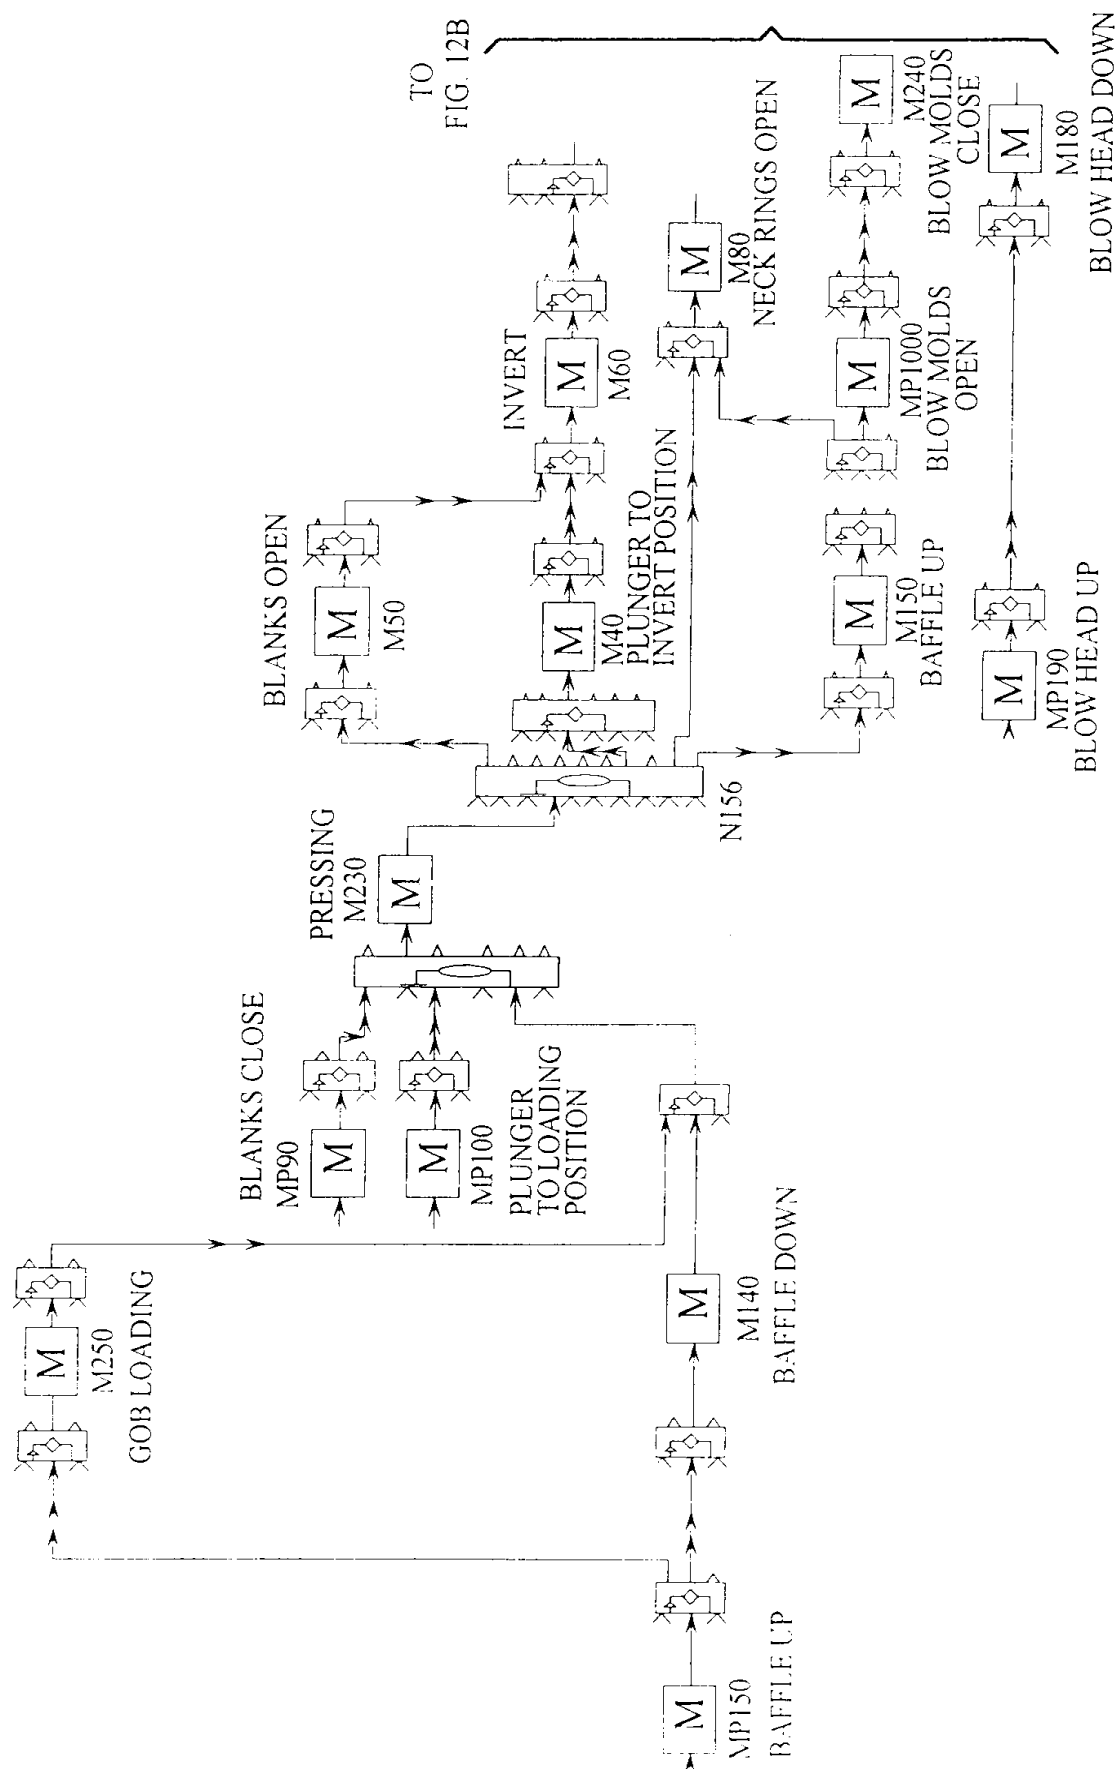 TO
FIG. 12B
M
M250
GOB LOADING
M
MP150
BAFFLE UP
M
M140
BAFFLE DOWN
BLANKS CLOSE
MP90
M
M
MP100
PLUNGER
TO LOADING
POSITION
PRESSING
M230
M
N156
BLANKS OPEN
M
M50
M
M40
PLUNGER TO
INVERT POSITION
INVERT
M
M60
M
M80
NECK RINGS OPEN
M
M150
BAFFLE UP
M
MP1000
BLOW MOLDS
OPEN
M
M240
BLOW MOLDS
CLOSE
M
MP190
BLOW HEAD UP
M
M180
BLOW HEAD DOWN